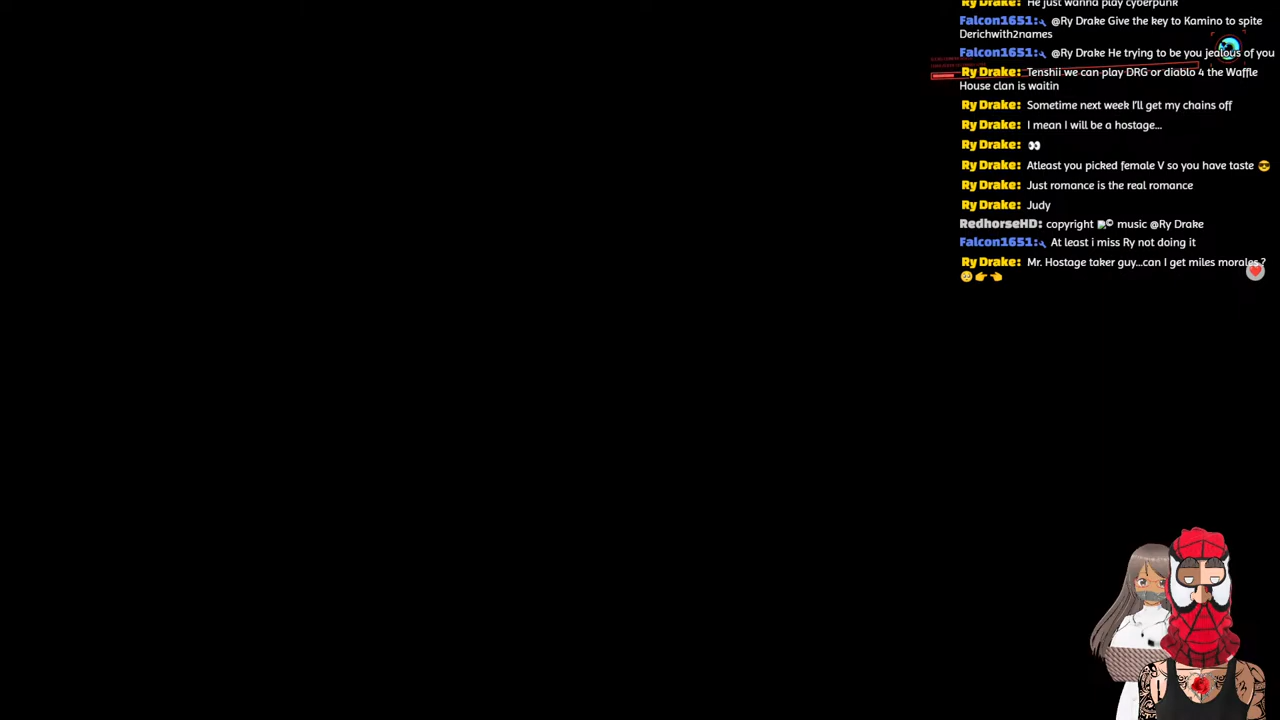 Ry Drake: He just wanna play cyberpunk
Falcon1651: @Ry Drake Give the key to Kamino to spite
Derichwith2names
Falcon1651: @Ry Drake He trying to be you jealous of you
Ry Drake: Tenshii we can play DRG or diablo 4 the Waffle
House clan is waitin
Ry Drake: Sometime next week I'll get my chains off
Ry Drake: I mean I will be a hostage...
Ry Drake: 👀
Ry Drake: Atleast you picked female V so you have taste 😎
Ry Drake: Just romance is the real romance
Ry Drake: Judy
RedhorseHD: copyright © music @Ry Drake
Falcon1651: At least i miss Ry not doing it
Ry Drake: Mr. Hostage taker guy...can I get miles morales ?
🥺👉👈